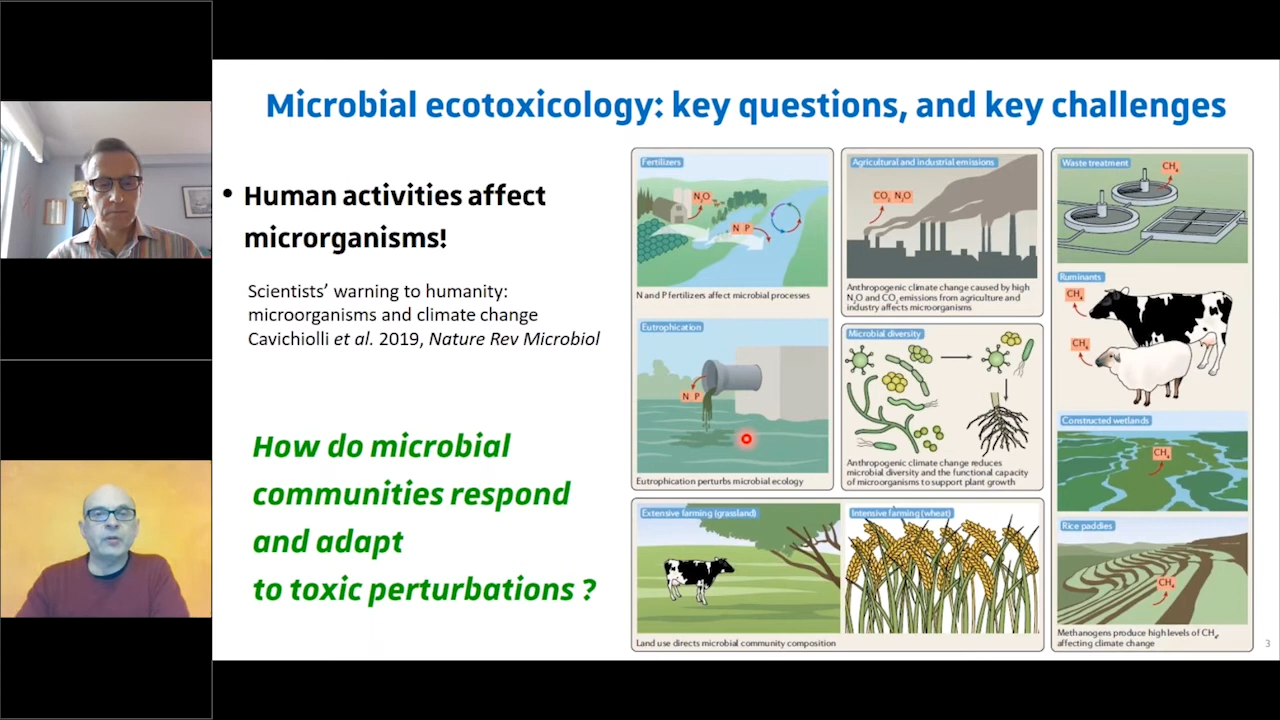 Microbial ecotoxicology: key questions, and key challenges
• Human activities affect
microrganisms!
Scientists’ warning to humanity:
microorganisms and climate change
Cavichiolli et al. 2019, Nature Rev Microbiol
How do microbial
communities respond
and adapt
to toxic perturbations ?
Fertilizers
N₂O
N P
N and P fertilizers affect microbial processes
Eutrophication
N P
Eutrophication perturbs microbial ecology
Agricultural and industrial emissions
CO₂ N₂O
Anthropogenic climate change caused by high
N₂O and CO₂ emissions from agriculture and
industry affects microorganisms
Microbial diversity
Anthropogenic climate change reduces
microbial diversity and the functional capacity
of microorganisms to support plant growth
Extensive farming (grassland)
Intensive farming (wheat)
Land use directs microbial community composition
Waste treatment
CH₄
Ruminants
CH₄
CH₄
Constructed wetlands
CH₄
Rice paddies
CH₄
Methanogens produce high levels of CH₄,
affecting climate change
3